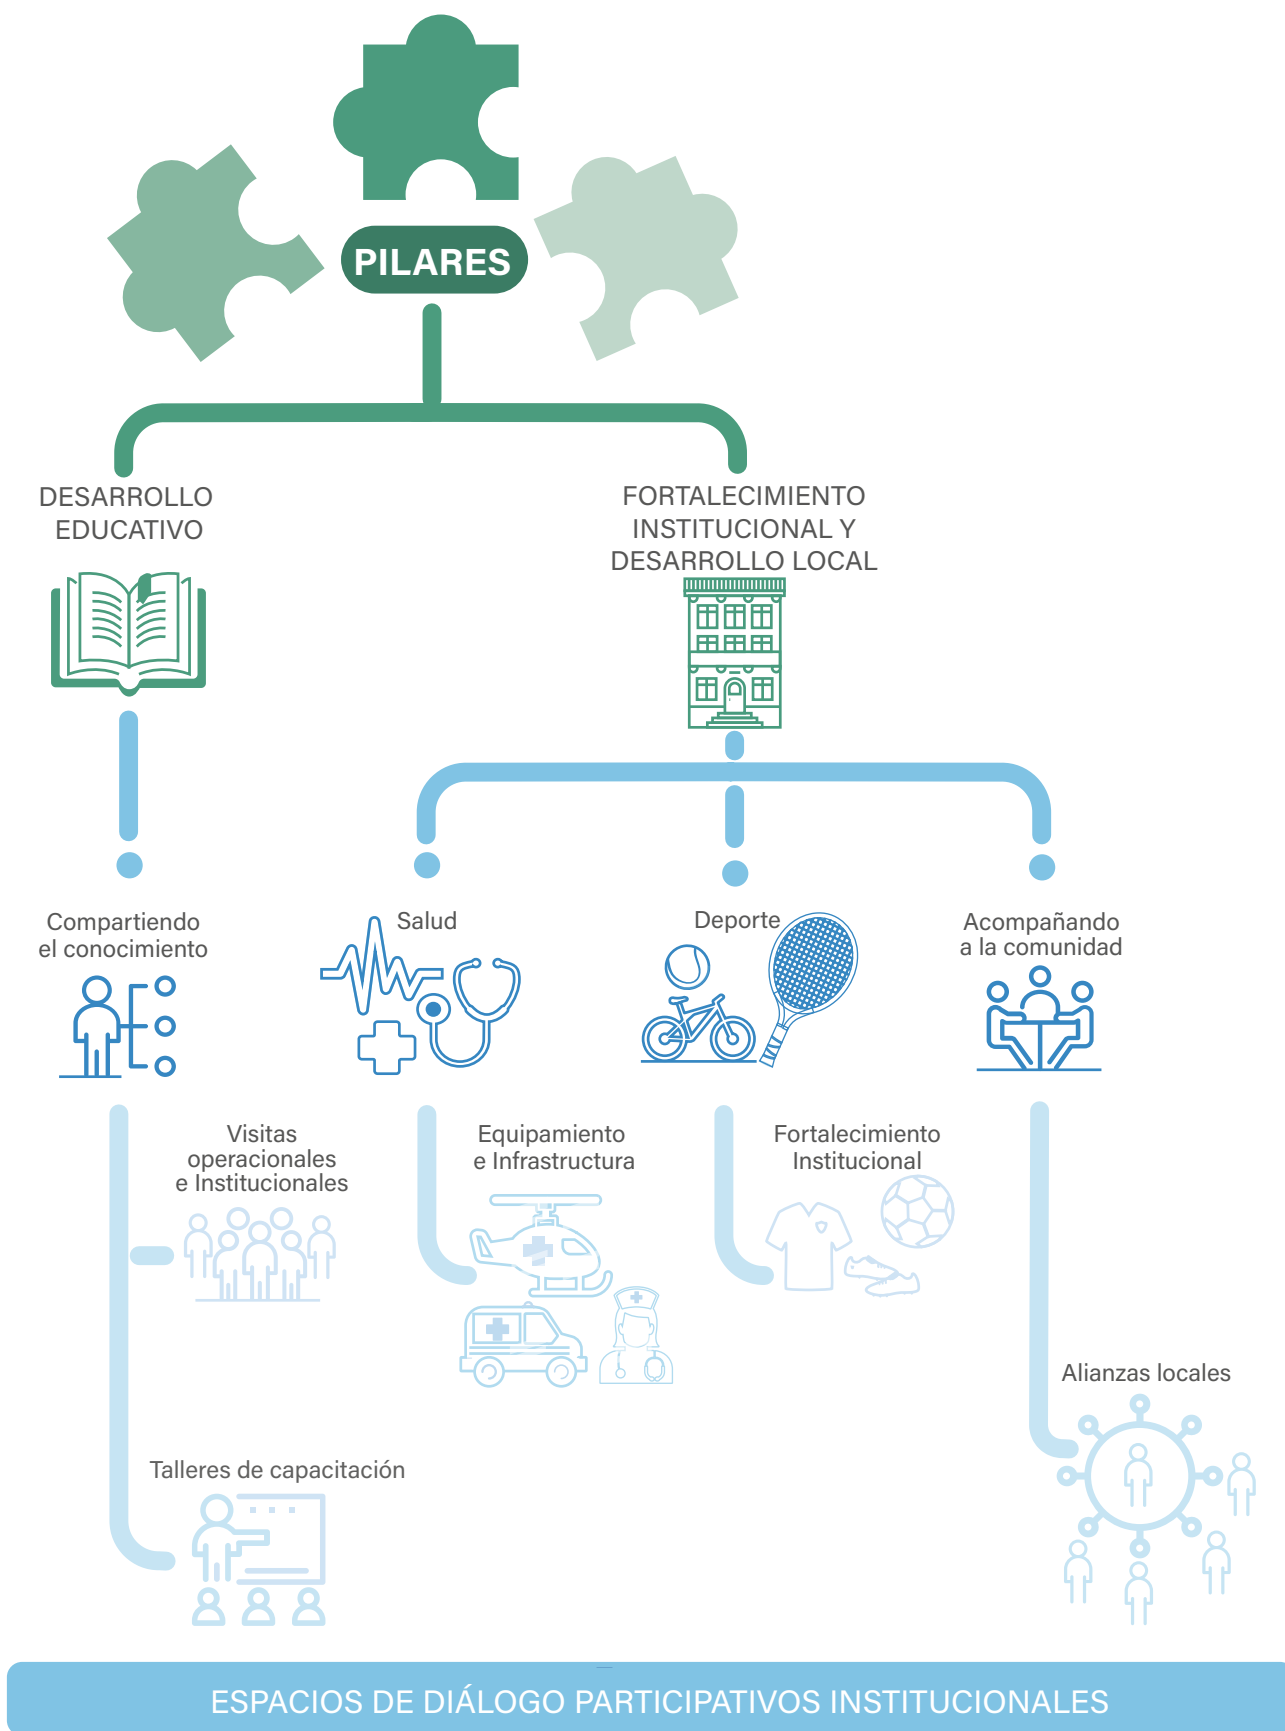 PILARES
DESARROLLO
EDUCATIVO
FORTALECIMIENTO
INSTITUCIONAL Y
DESARROLLO LOCAL
Compartiendo
el conocimiento
Salud
Deporte
Acompañando
a la comunidad
Visitas
operacionales
e Institucionales
Equipamiento
e Infrastructura
Fortalecimiento
Institucional
Alianzas locales
Talleres de capacitación
ESPACIOS DE DIÁLOGO PARTICIPATIVOS INSTITUCIONALES